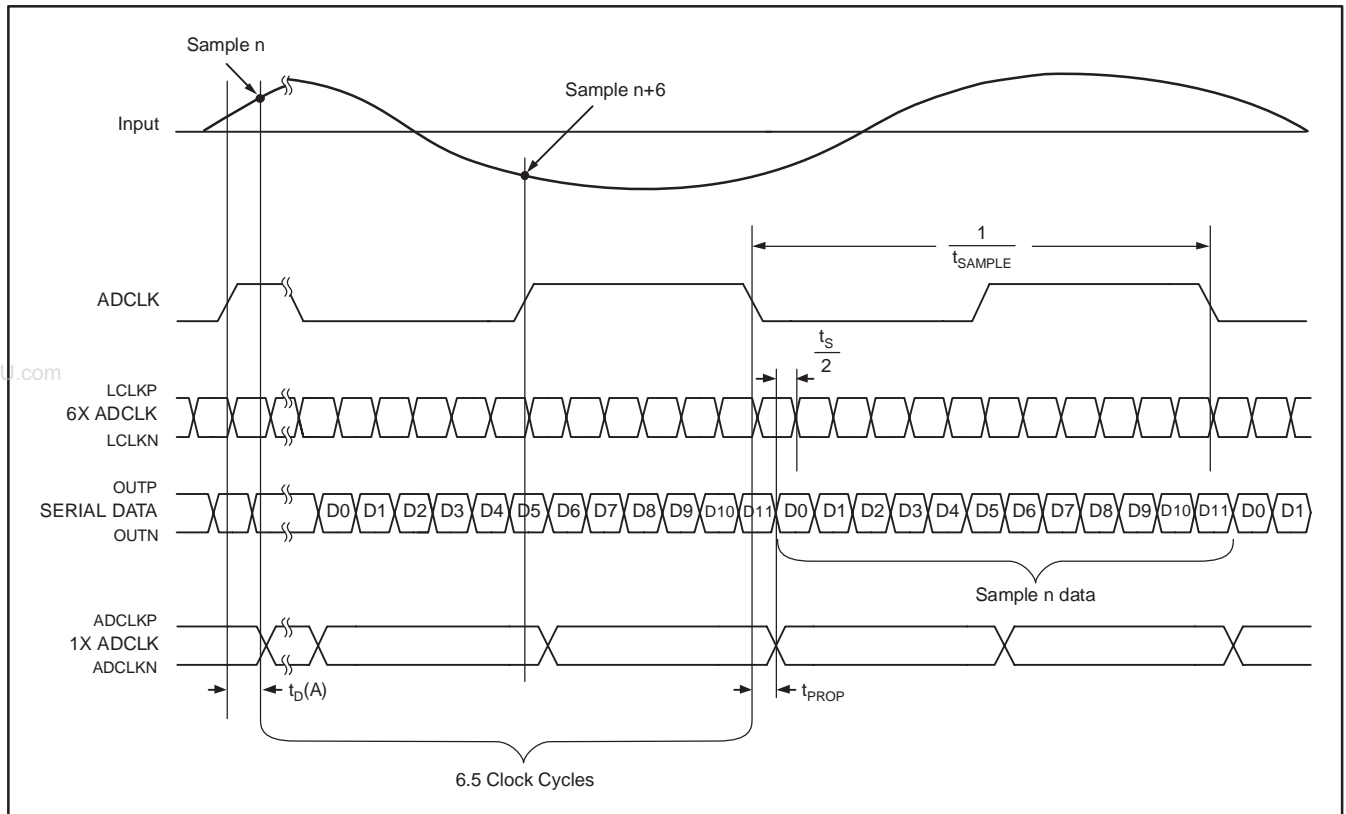 Sample n
Sample n+6
Input
1
tSAMPLE
ADCLK
tS
2
U.com
LCLKP
6X ADCLK
LCLKN
OUTP
SERIAL DATA
OUTN
D0 D1 D2 D3 D4 D5 D6 D7 D8 D9 D10 D11 D0 D1 D2 D3 D4 D5 D6 D7 D8 D9 D10 D11 D0 D1
Sample n data
ADCLKP
1X ADCLK
ADCLKN
tD(A)
tPROP
6.5 Clock Cycles